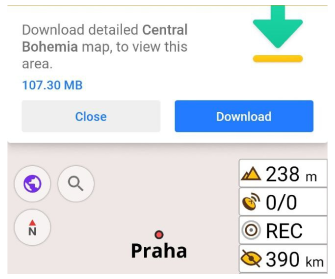 Download detailed Central
Bohemia map, to view this
area.
107.30 MB
Close
Download
238 m
0/0
N
REC
Praha
390 km